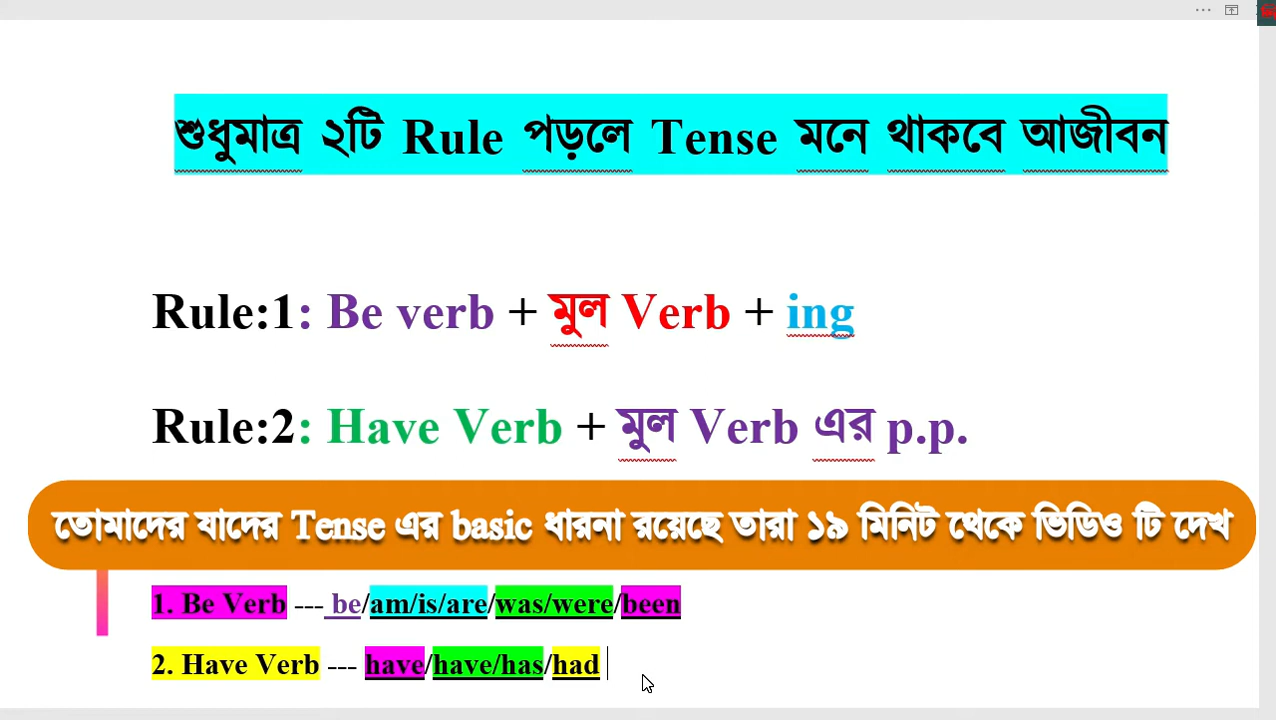 শুধুমাত্র ২টি Rule পড়লে Tense মনে থাকবে আজীবন
Rule:1: Be verb + মুল Verb + ing
Rule:2: Have Verb + মুল Verb এর p.p.
তোমাদের যাদের Tense এর basic ধারনা রয়েছে তারা ১৯ মিনিট থেকে ভিডিও টি দেখ
1. Be Verb --- be/am/is/are/was/were/been
2. Have Verb --- have/have/has/had